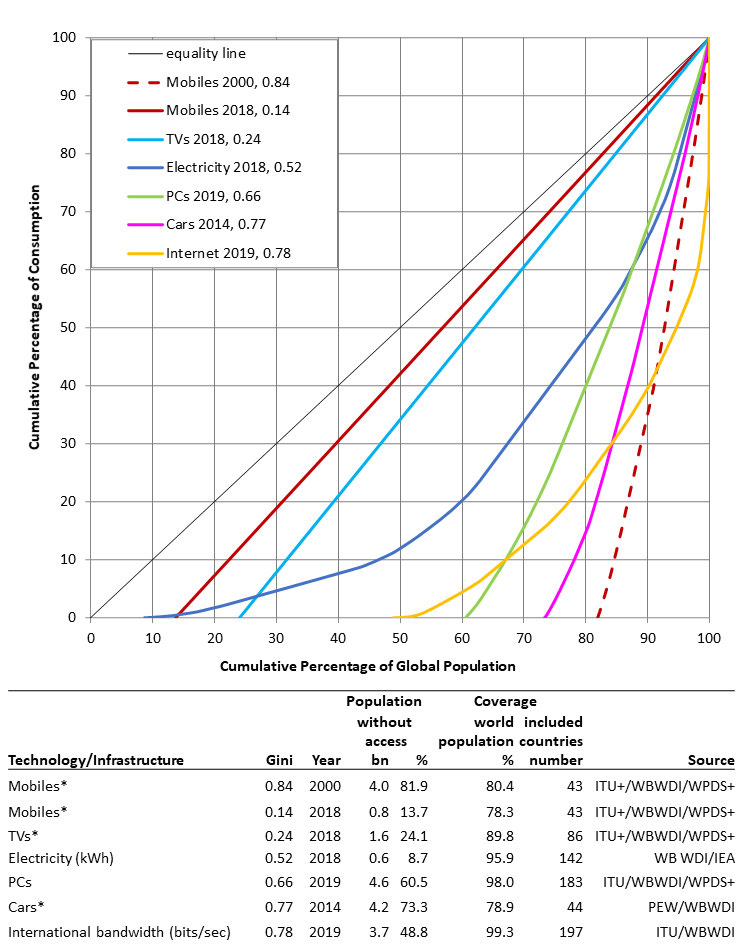 100
90
80
70
60
50
40
30
20
10
0
Cumulative Percentage of Consumption
equality line
Mobiles 2000, 0.84
Mobiles 2018, 0.14
TVs 2018, 0.24
Electricity 2018, 0.52
PCs 2019, 0.66
Cars 2014, 0.77
Internet 2019, 0.78
0 10 20 30 40 50 60 70 80 90 100
Cumulative Percentage of Global Population
Population Coverage
without world included
access population countries
Technology/Infrastructure Gini Year bn % % number Source
Mobiles* 0.84 2000 4.0 81.9 80.4 43 ITU+/WBWDI/WPDS+
Mobiles* 0.14 2018 0.8 13.7 78.3 43 ITU+/WBWDI/WPDS+
TVs* 0.24 2018 1.6 24.1 89.8 86 ITU+/WBWDI/WPDS+
Electricity (kWh) 0.52 2018 0.6 8.7 95.9 142 WB WDI/IEA
PCs 0.66 2019 4.6 60.5 98.0 183 ITU/WBWDI/WPDS+
Cars* 0.77 2014 4.2 73.3 78.9 44 PEW/WBWDI
International bandwidth (bits/sec) 0.78 2019 3.7 48.8 99.3 197 ITU/WBWDI